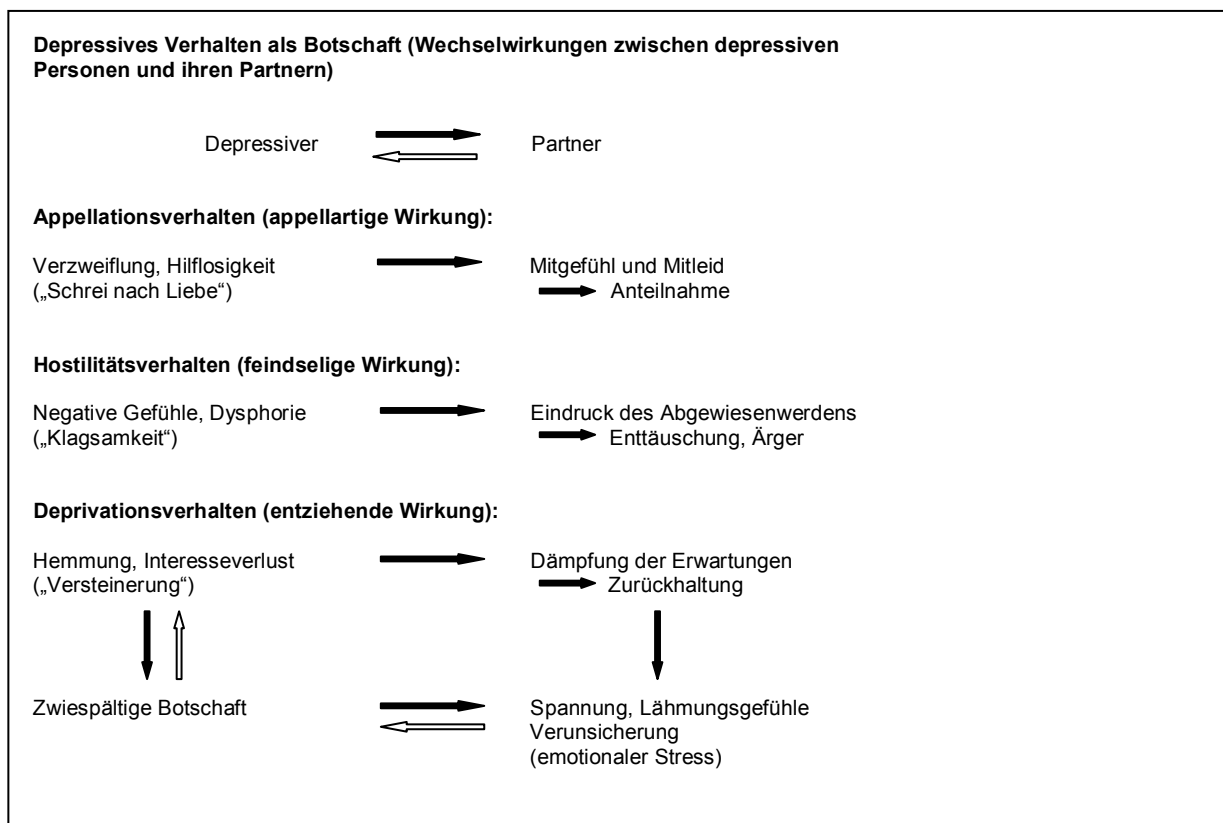 Depressives Verhalten als Botschaft (Wechselwirkungen zwischen depressiven
Personen und ihren Partnern)
Depressiver Partner
Appellationsverhalten (appellartige Wirkung):
Verzweiflung, Hilflosigkeit Mitgefühl und Mitleid
(„Schrei nach Liebe“) Anteilnahme
Hostilitätsverhalten (feindselige Wirkung):
Negative Gefühle, Dysphorie Eindruck des Abgewiesenwerdens
(„Klagsamkeit“) Enttäuschung, Ärger
Deprivationsverhalten (entziehende Wirkung):
Hemmung, Interesseverlust Dämpfung der Erwartungen
(„Versteinerung“) Zurückhaltung
Zwiespältige Botschaft Spannung, Lähmungsgefühle
Verunsicherung
(emotionaler Stress)